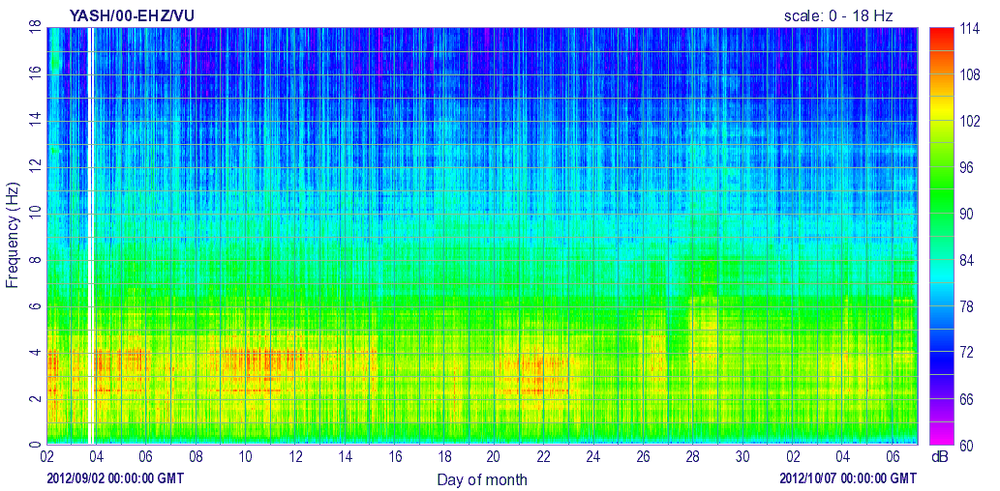 YASH/00-EHZ/VU
scale: 0 - 18 Hz
18
16
14
12
10
8
6
4
2
0
Frequency (Hz)
114
108
102
96
90
84
78
72
66
60
dB
02 04 06 08 10 12 14 16 18 20 22 24 26 28 30 02 04 06
2012/09/02 00:00:00 GMT
Day of month
2012/10/07 00:00:00 GMT